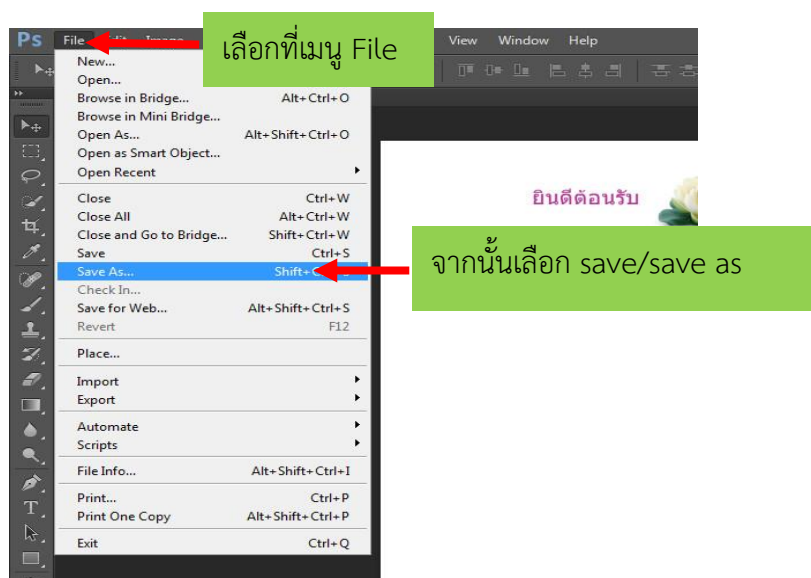 Ps File Edit Image เลือกที่เมนู File View Window Help
New...
Open...
Browse in Bridge... Alt+Ctrl+O
Browse in Mini Bridge...
Open As... Alt+Shift+Ctrl+O
Open as Smart Object...
Open Recent
Close Ctrl+W
Close All Alt+Ctrl+W
Close and Go to Bridge... Shift+Ctrl+W
Save Ctrl+S
Save As... Shift+
Check In...
Save for Web... Alt+Shift+Ctrl+S
Revert F12
Place...
Import
Export
Automate
Scripts
File Info... Alt+Shift+Ctrl+I
Print... Ctrl+P
Print One Copy Alt+Shift+Ctrl+P
Exit Ctrl+Q
T
ยินดีต้อนรับ
จากนั้นเลือก save/save as